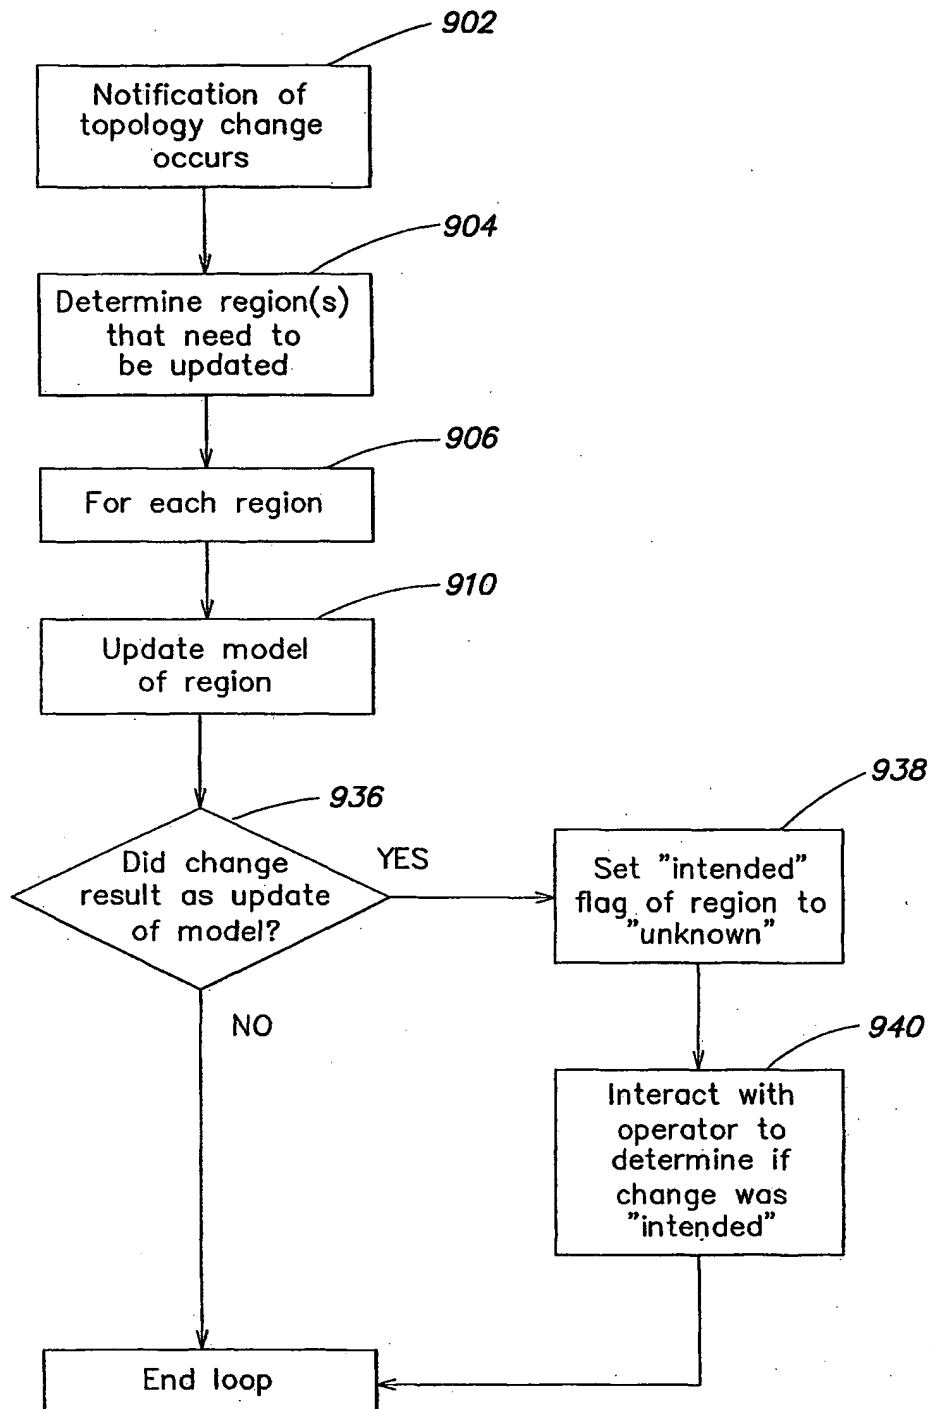 902
Notification of
topology change
occurs
904
Determine region(s)
that need to
be updated
906
For each region
910
Update model
of region
936
Did change
result as update
of model?
YES
NO
938
Set "intended"
flag of region to
"unknown"
940
Interact with
operator to
determine if
change was
"intended"
End loop